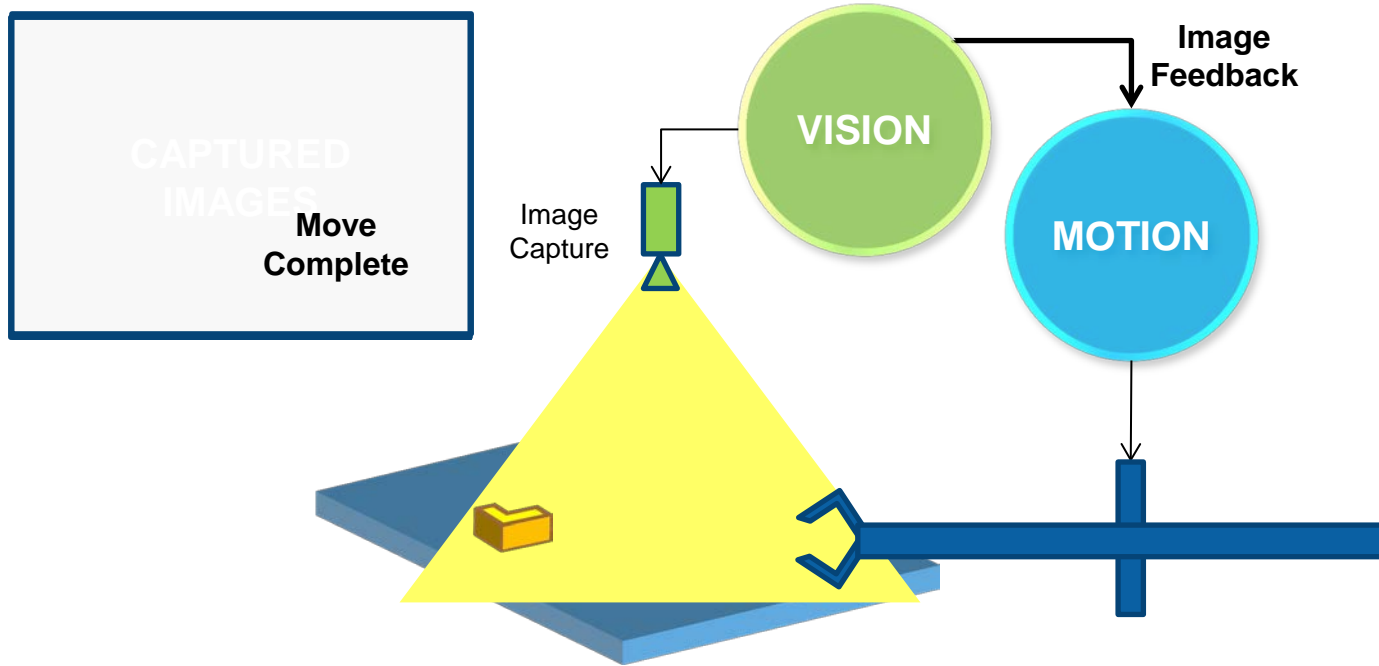 CAPTURED
IMAGES
Move
Complete
Image
Capture
VISION
Image
Feedback
MOTION